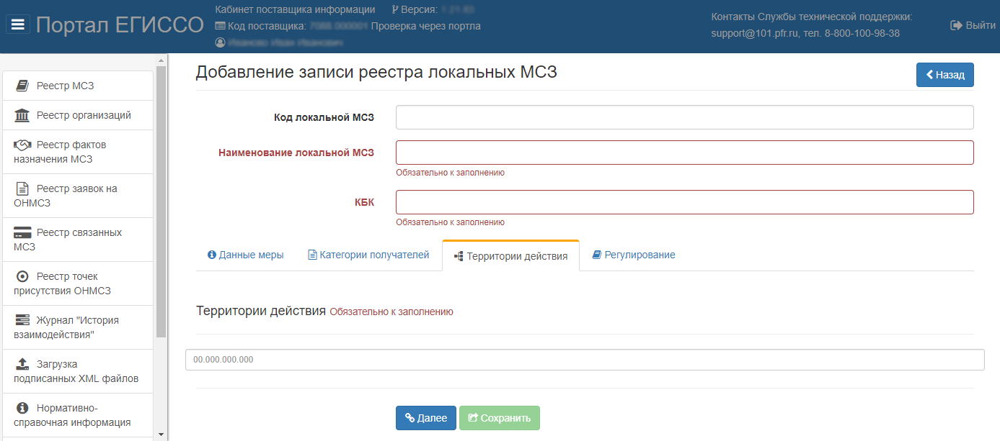 Портал ЕГИССО
Кабинет поставщика информации Версия:
Код поставщика: Проверка через портла
Контакты Службы технической поддержки:
support@101.pfr.ru, тел. 8-800-100-98-38
Выйти
Реестр МСЗ
Реестр организаций
Реестр фактов
назначения МСЗ
Реестр заявок на
ОНМСЗ
Реестр связанных
МСЗ
Реестр точек
присутствия ОНМСЗ
Журнал "История
взаимодействия"
Загрузка
подписанных XML файлов
Нормативно-
справочная информация
Добавление записи реестра локальных МСЗ
Назад
Код локальной МСЗ
Наименование локальной МСЗ
Обязательно к заполнению
КБК
Обязательно к заполнению
Данные меры Категории получателей Территории действия Регулирование
Территории действия Обязательно к заполнению
00.000.000.000
Далее Сохранить